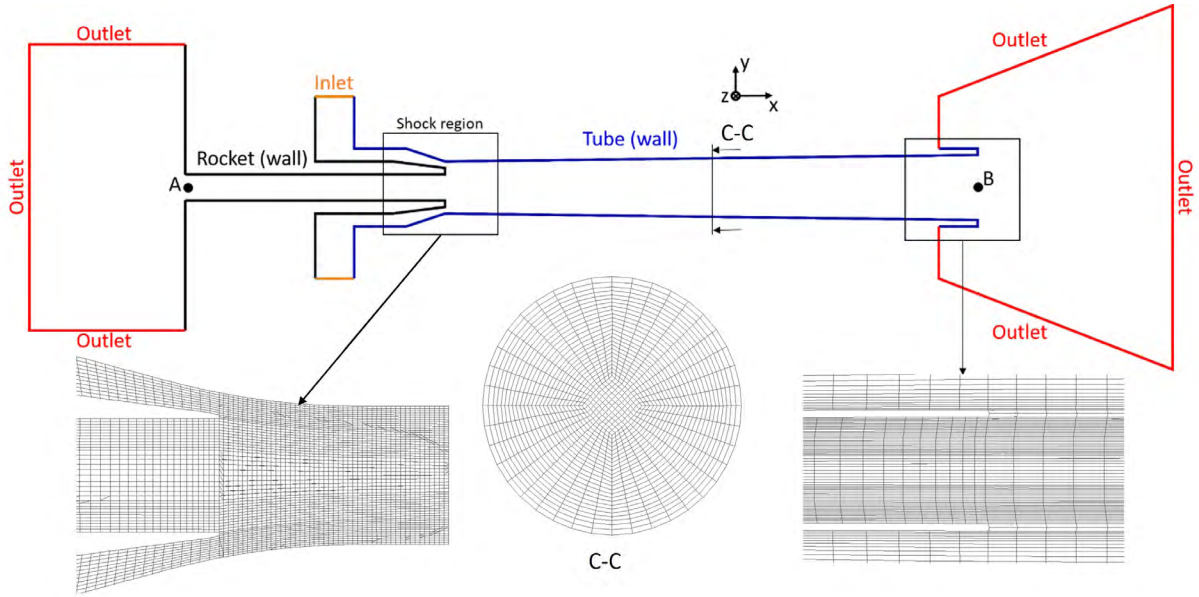 Outlet
Outlet
Inlet
y
z
x
Shock region
Tube (wall)
C-C
Rocket (wall)
A
B
Outlet
Outlet
Outlet
Outlet
C-C